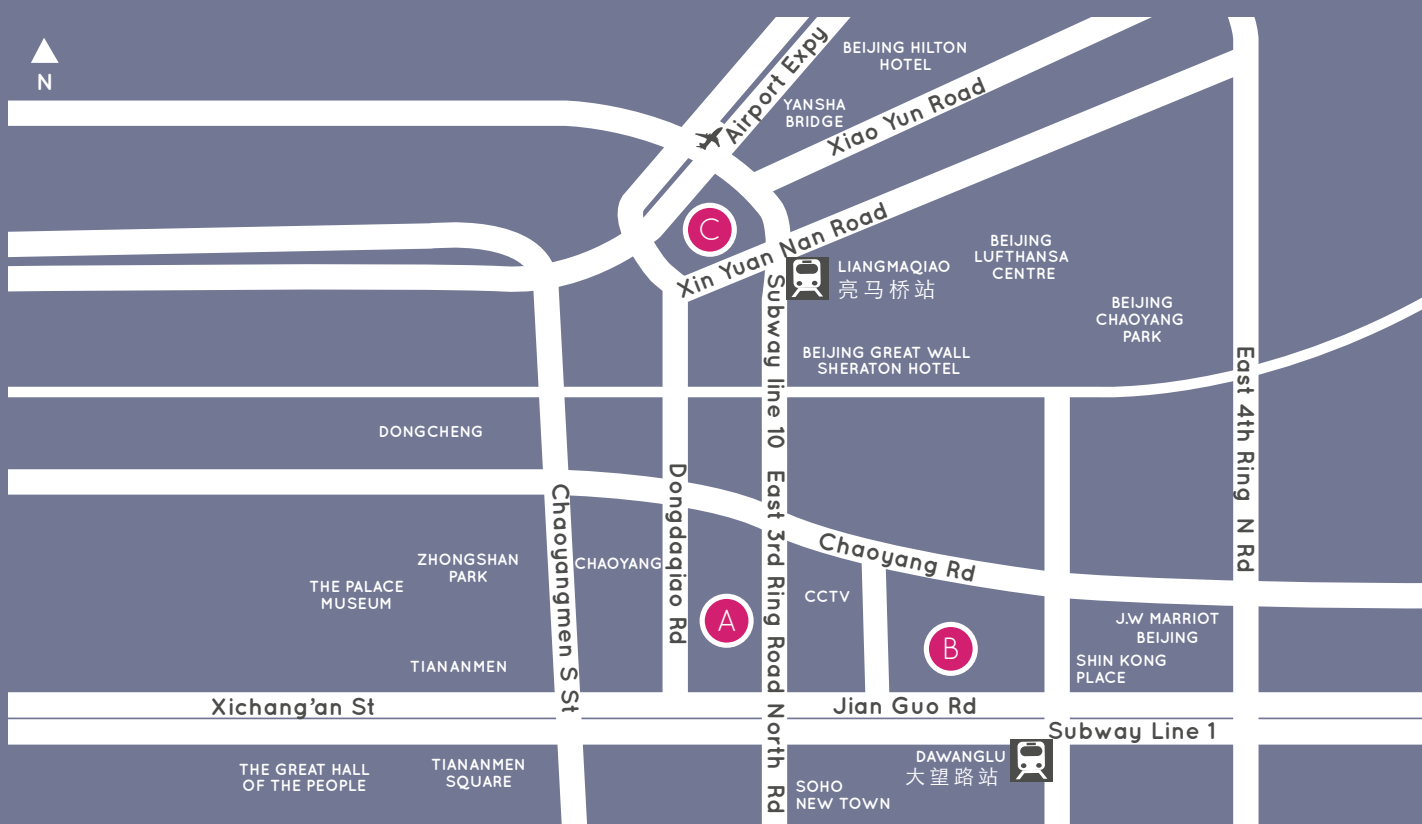 N
BEIJING HILTON
HOTEL
Airport Expy
YANSHA
BRIDGE
Xiao Yun Road
C
Xin Yuan Nan Road
BEIJING
LUFTHANSA
CENTRE
LIANGMAQIAO
亮马桥站
BEIJING
CHAOYANG
PARK
Subway line 10
BEIJING GREAT WALL
SHERATON HOTEL
East 4th Ring N Rd
DONGCHENG
Dongdaqiao Rd
East 3rd Ring Road North Rd
Chaoyangmen S St
Chaoyang Rd
ZHONGSHAN
PARK
CHAOYANG
THE PALACE
MUSEUM
CCTV
A
B
J.W MARRIOT
BEIJING
TIANANMEN
SHIN KONG
PLACE
Xichang'an St
Jian Guo Rd
Subway Line 1
DAWANGLU
大望路站
THE GREAT HALL
OF THE PEOPLE
TIANANMEN
SQUARE
SOHO
NEW TOWN